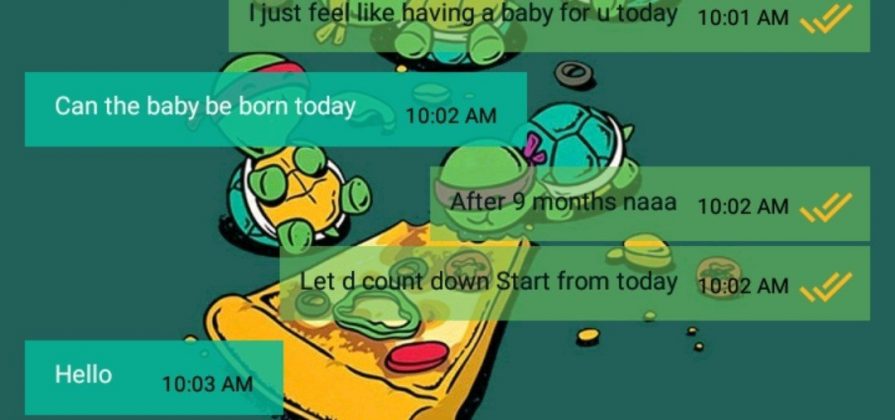 I just feel like having a baby for u today 10:01 AM
Can the baby be born today 10:02 AM
After 9 months naaa 10:02 AM
Let d count down Start from today 10:02 AM
Hello 10:03 AM